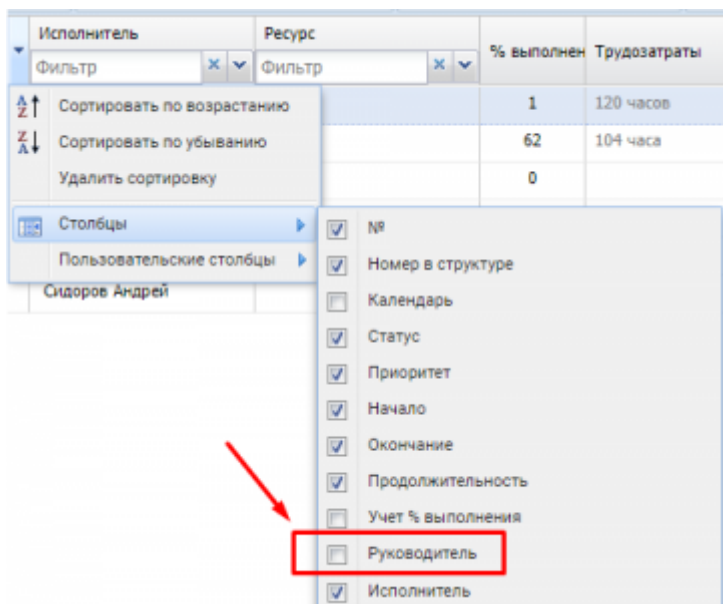 Исполнитель Ресурс
% выполнен Трудозатраты
Фильтр Фильтр
Сортировать по возрастанию 1 120 часов
Сортировать по убыванию 62 104 часа
Удалить сортировку 0
Столбцы №
Пользовательские столбцы Номер в структуре
Сидоров Андрей Календарь
Статус
Приоритет
Начало
Окончание
Продолжительность
Учет % выполнения
Руководитель
Исполнитель